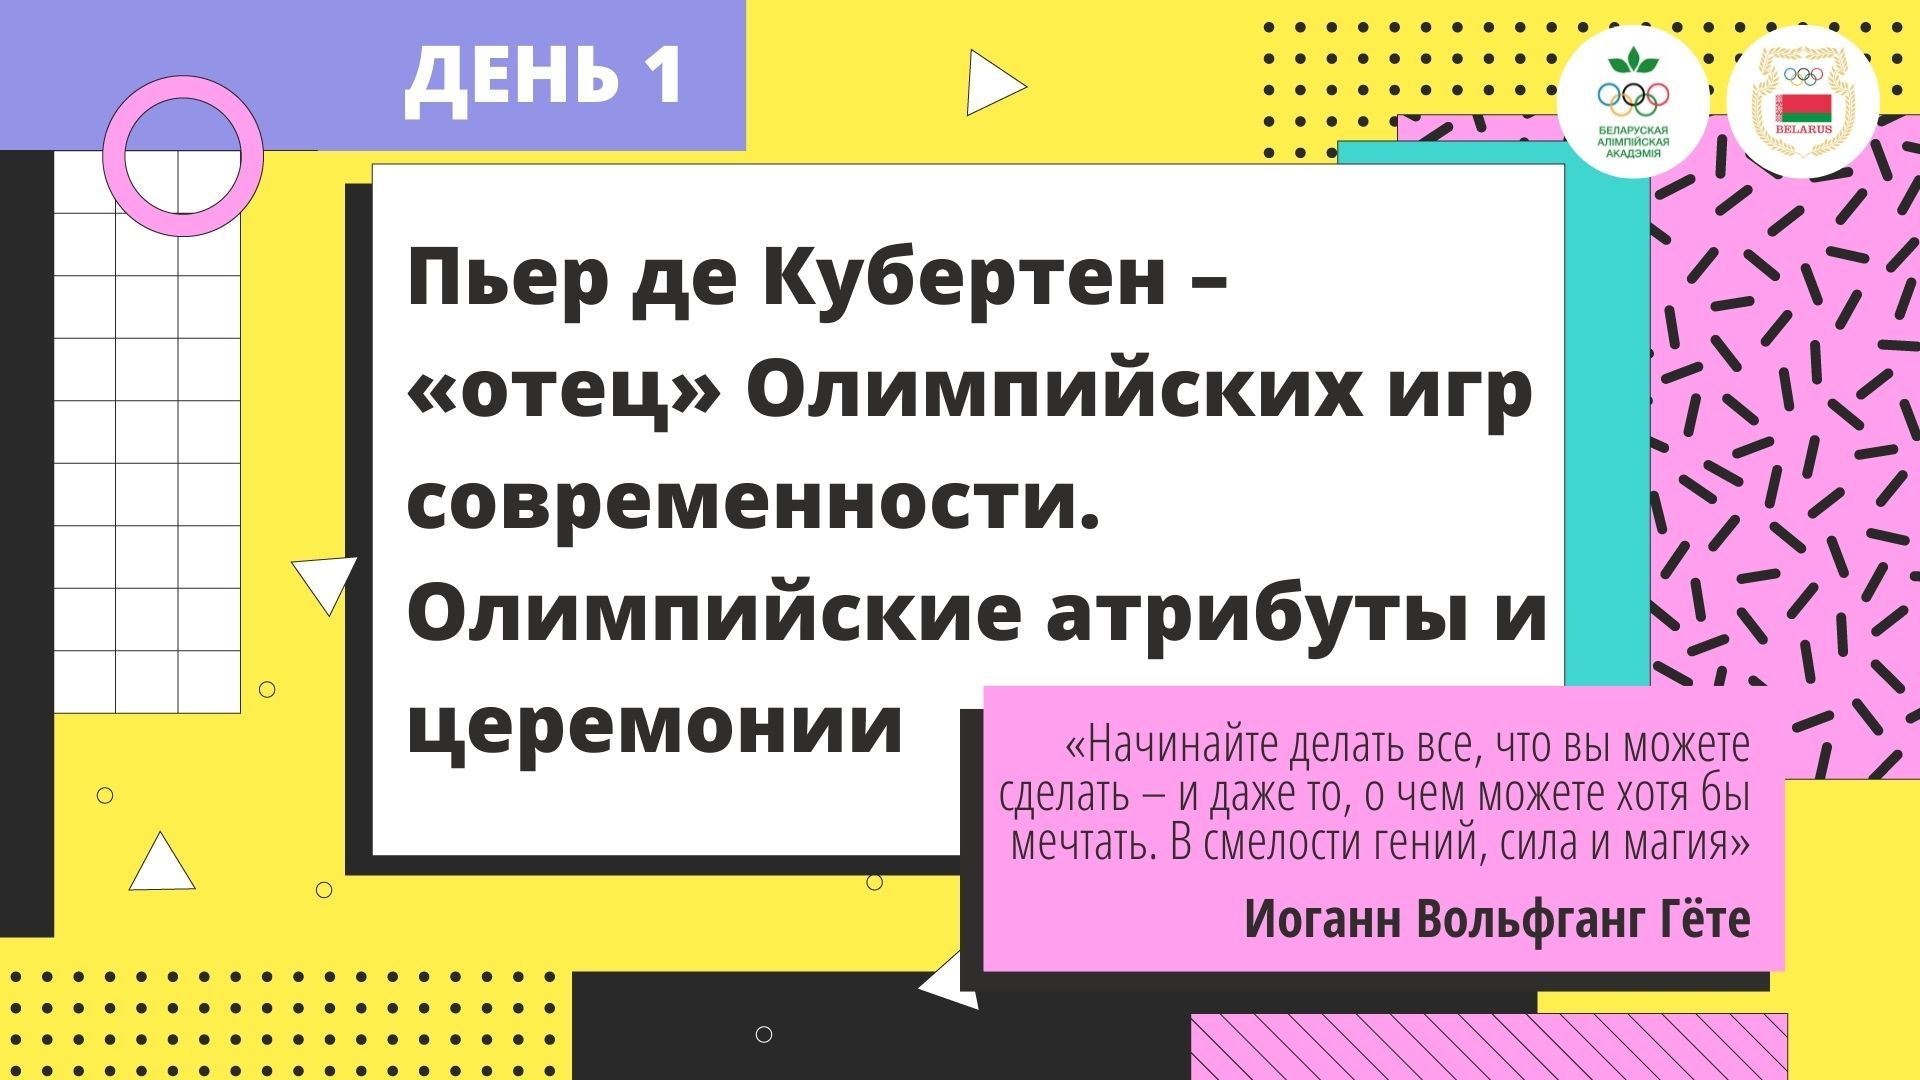 ДЕНЬ 1
БЕЛАРУСКАЯ
АЛІМПІЙСКАЯ
АКАДЭМІЯ
BELARUS
Пьер де Кубертен –
«отец» Олимпийских игр
современности.
Олимпийские атрибуты и
церемонии
«Начинайте делать все, что вы можете
сделать – и даже то, о чем можете хотя бы
мечтать. В смелости гений, сила и магия»
Иоганн Вольфганг Гёте